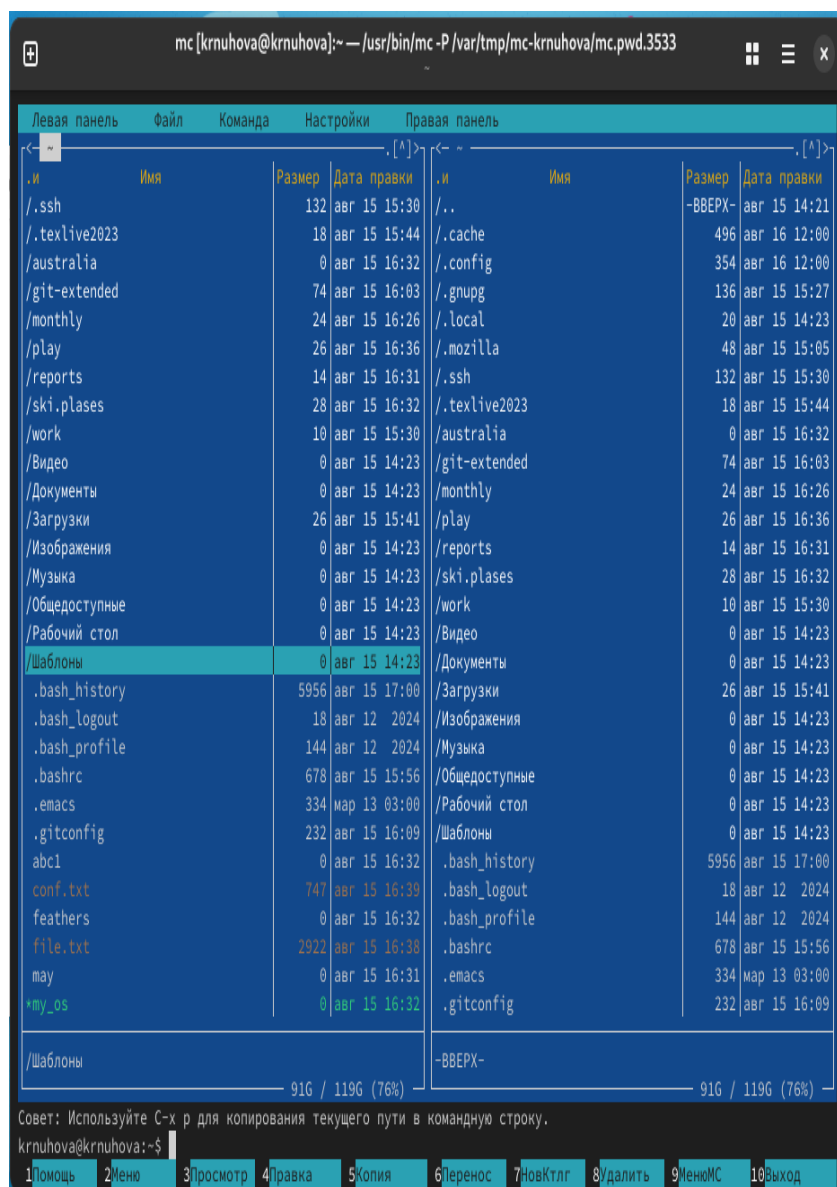 mc [krnuhova@krnuhova]:~ — /usr/bin/mc -P /var/tmp/mc-krnuhova/mc.pwd.3533
~
Левая панель Файл Команда Настройки Правая панель
<— ~ .[^]> <— ~ .[^]>
.и Имя Размер Дата правки .и Имя Размер Дата правки
/.ssh 132 авг 15 15:30 /.. -ВВЕРХ- авг 15 14:21
/.texlive2023 18 авг 15 15:44 /.cache 496 авг 16 12:00
/australia 0 авг 15 16:32 /.config 354 авг 16 12:00
/git-extended 74 авг 15 16:03 /.gnupg 136 авг 15 15:27
/monthly 24 авг 15 16:26 /.local 20 авг 15 14:23
/play 26 авг 15 16:36 /.mozilla 48 авг 15 15:05
/reports 14 авг 15 16:31 /.ssh 132 авг 15 15:30
/ski.plases 28 авг 15 16:32 /.texlive2023 18 авг 15 15:44
/work 10 авг 15 15:30 /australia 0 авг 15 16:32
/Видео 0 авг 15 14:23 /git-extended 74 авг 15 16:03
/Документы 0 авг 15 14:23 /monthly 24 авг 15 16:26
/Загрузки 26 авг 15 15:41 /play 26 авг 15 16:36
/Изображения 0 авг 15 14:23 /reports 14 авг 15 16:31
/Музыка 0 авг 15 14:23 /ski.plases 28 авг 15 16:32
/Общедоступные 0 авг 15 14:23 /work 10 авг 15 15:30
/Рабочий стол 0 авг 15 14:23 /Видео 0 авг 15 14:23
/Шаблоны 0 авг 15 14:23 /Документы 0 авг 15 14:23
.bash_history 5956 авг 15 17:00 /Загрузки 26 авг 15 15:41
.bash_logout 18 авг 12 2024 /Изображения 0 авг 15 14:23
.bash_profile 144 авг 12 2024 /Музыка 0 авг 15 14:23
.bashrc 678 авг 15 15:56 /Общедоступные 0 авг 15 14:23
.emacs 334 мар 13 03:00 /Рабочий стол 0 авг 15 14:23
.gitconfig 232 авг 15 16:09 /Шаблоны 0 авг 15 14:23
abc1 0 авг 15 16:32 .bash_history 5956 авг 15 17:00
conf.txt 747 авг 15 16:39 .bash_logout 18 авг 12 2024
feathers 0 авг 15 16:32 .bash_profile 144 авг 12 2024
file.txt 2922 авг 15 16:38 .bashrc 678 авг 15 15:56
may 0 авг 15 16:31 .emacs 334 мар 13 03:00
*my_os 0 авг 15 16:32 .gitconfig 232 авг 15 16:09
/Шаблоны -ВВЕРХ-
91G / 119G (76%) 91G / 119G (76%)
Совет: Используйте C-x p для копирования текущего пути в командную строку.
krnuhova@krnuhova:~$
1Помощь 2Меню 3Просмотр 4Правка 5Копия 6Перенос 7НовКтлг 8Удалить 9МенюMC 10Выход